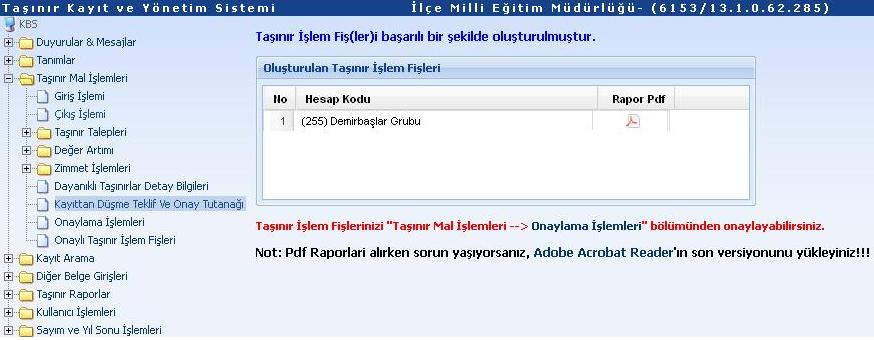 Taşınır Kayıt ve Yönetim Sistemi
İlçe Milli Eğitim Müdürlüğü- (6153/13.1.0.62.285)
KBS
Duyurular & Mesajlar
Tanımlar
Taşınır Mal İşlemleri
Giriş İşlemi
Çıkış İşlemi
Taşınır Talepleri
Değer Artımı
Zimmet İşlemleri
Dayanıklı Taşınırlar Detay Bilgileri
Kayıttan Düşme Teklif Ve Onay Tutanağı
Onaylama İşlemleri
Onaylı Taşınır İşlem Fişleri
Kayıt Arama
Diğer Belge Girişleri
Taşınır Raporlar
Kullanıcı İşlemleri
Sayım ve Yıl Sonu İşlemleri
Taşınır İşlem Fiş(ler)i başarılı bir şekilde oluşturulmuştur.
Oluşturulan Taşınır İşlem Fişleri
No Hesap Kodu Rapor Pdf
1 (255) Demirbaşlar Grubu
Taşınır İşlem Fişlerinizi "Taşınır Mal İşlemleri --> Onaylama İşlemleri" bölümünden onaylayabilirsiniz.
Not: Pdf Raporlari alırken sorun yaşıyorsanız, Adobe Acrobat Reader'ın son versiyonunu yükleyiniz!!!